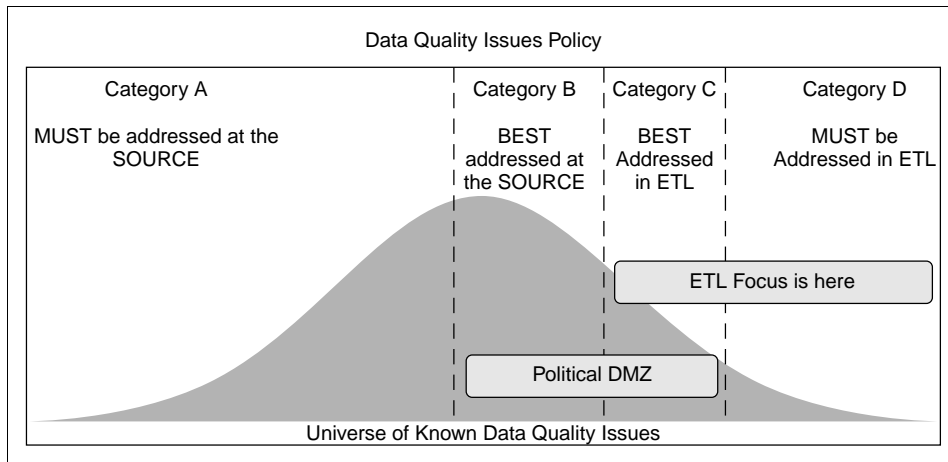 Data Quality Issues Policy
Category A
MUST be addressed at the
SOURCE
Category B
BEST
addressed at
the SOURCE
Category C
BEST
Addressed
in ETL
Category D
MUST be
Addressed in ETL
ETL Focus is here
Political DMZ
Universe of Known Data Quality Issues